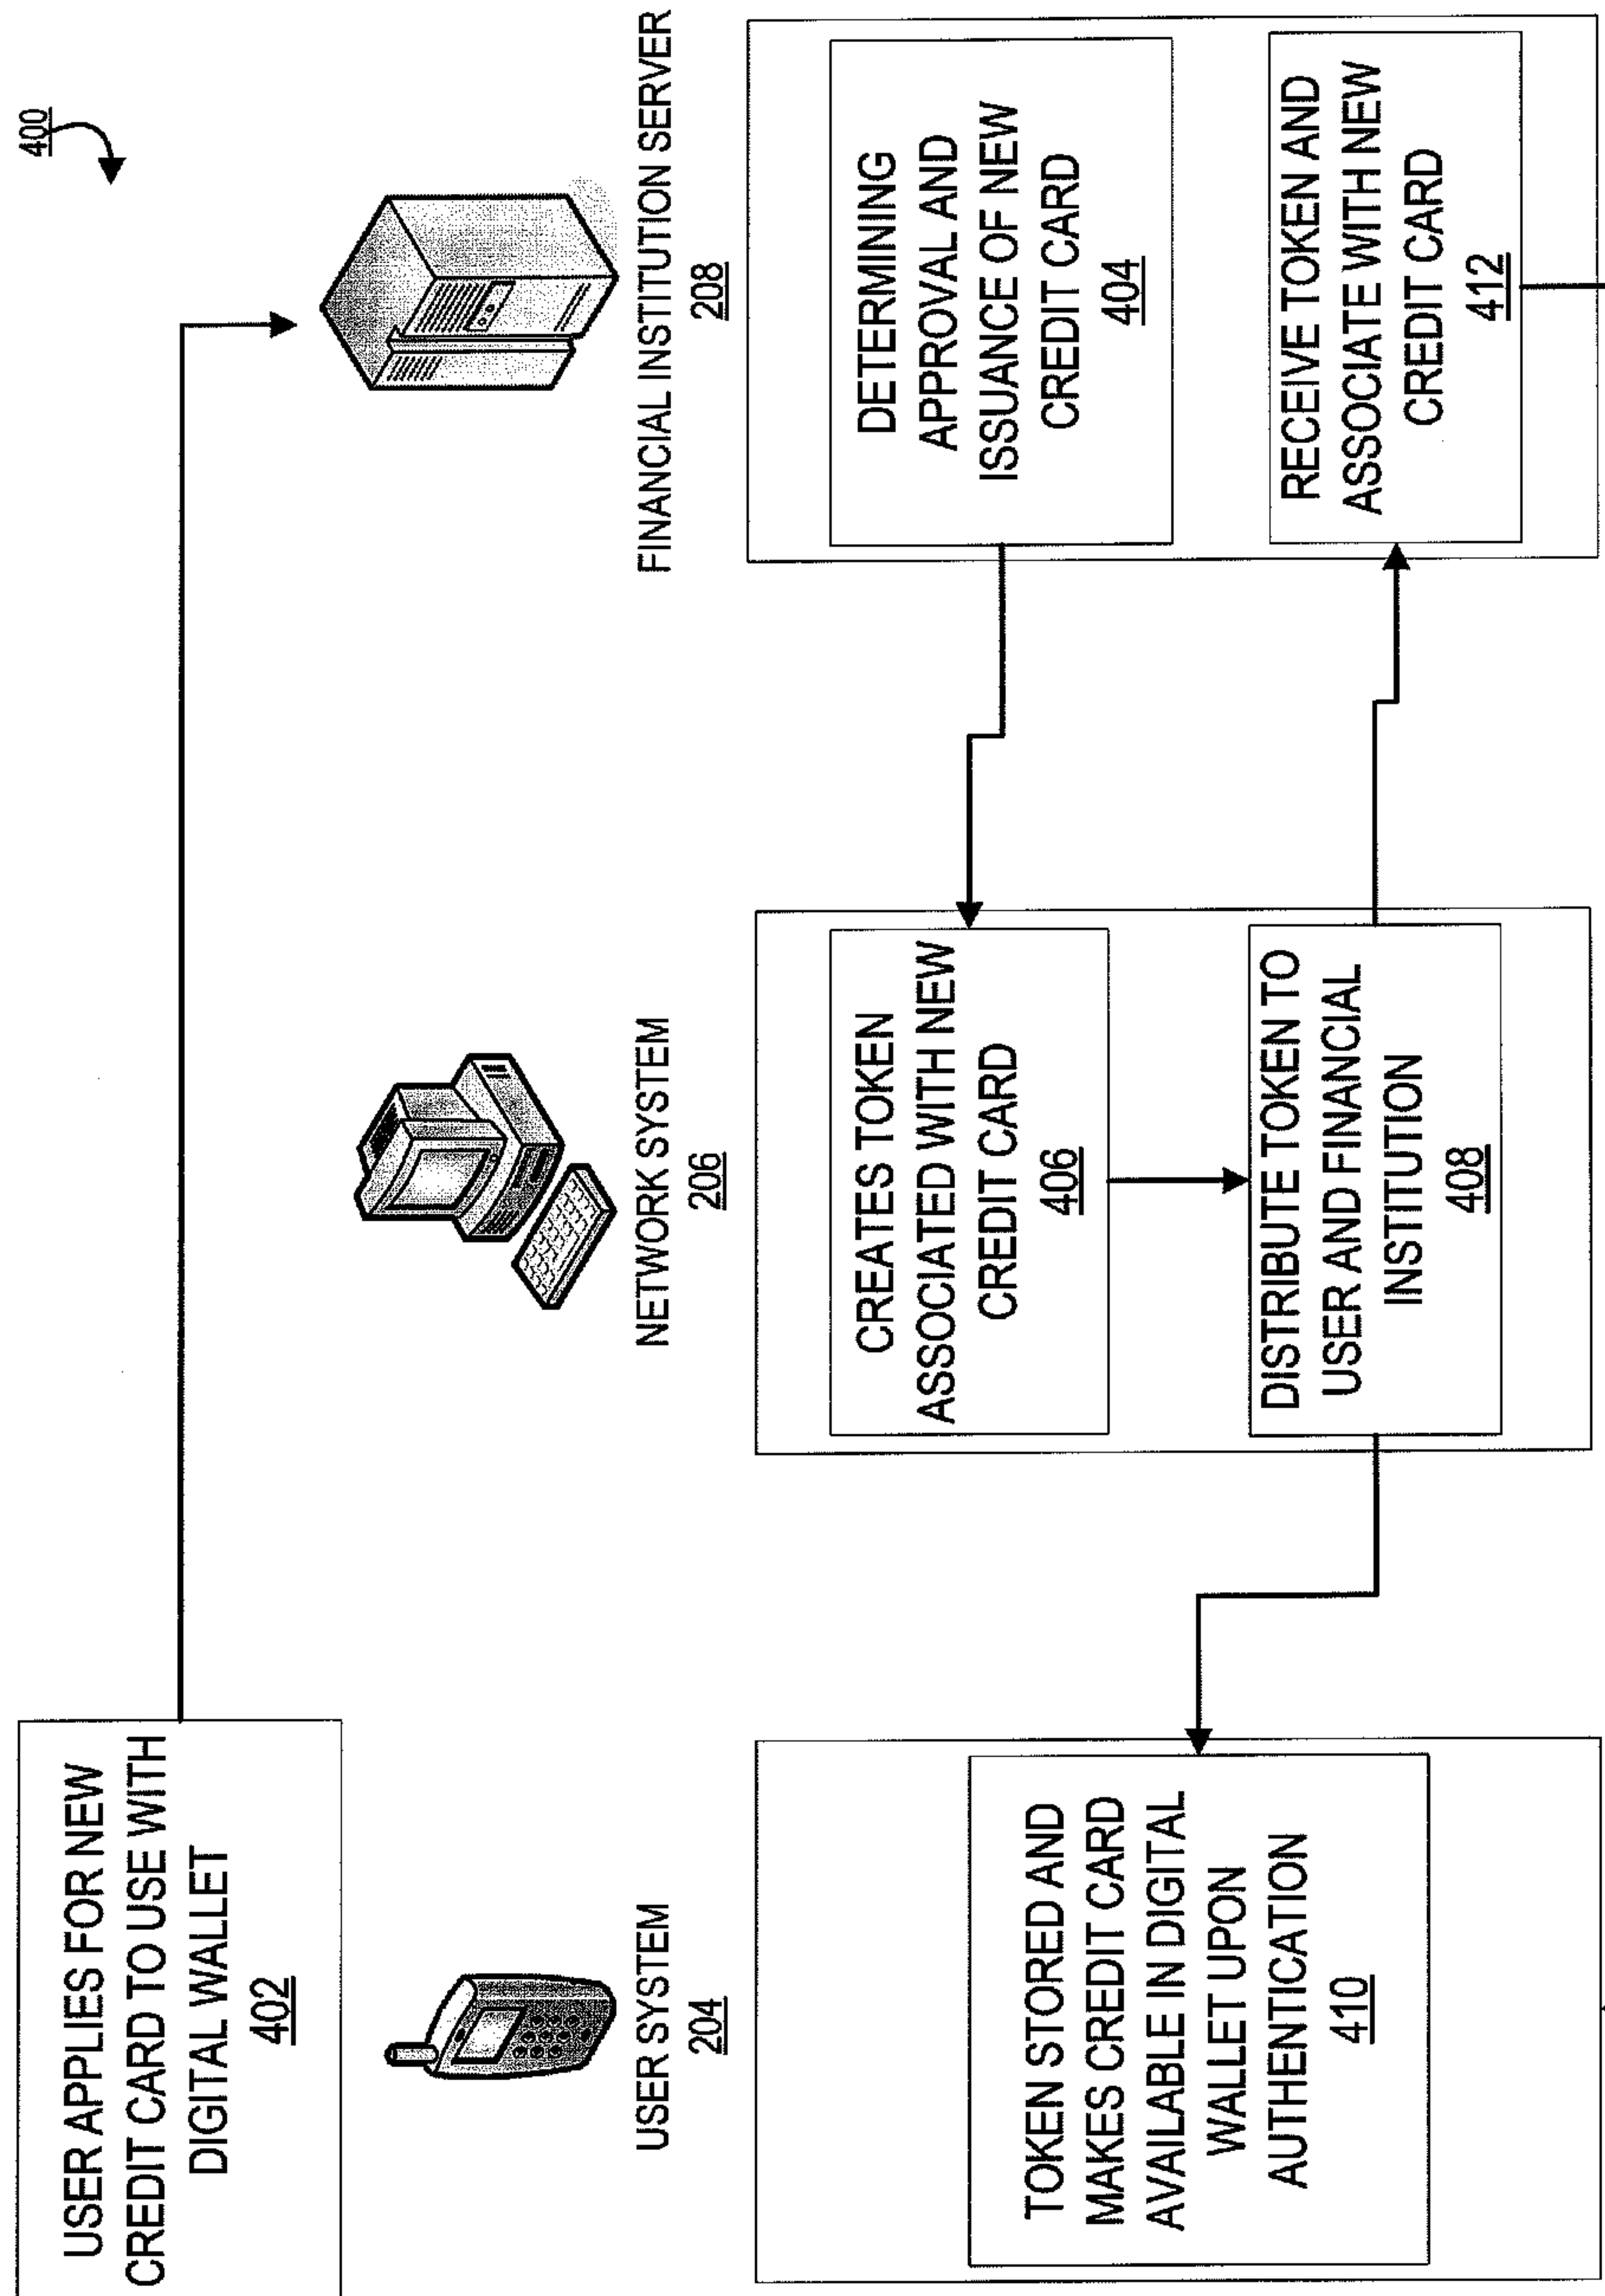 400
USER APPLIES FOR NEW
CREDIT CARD TO USE WITH
DIGITAL WALLET
402
USER SYSTEM
204
NETWORK SYSTEM
206
FINANCIAL INSTITUTION SERVER
208
TOKEN STORED AND
MAKES CREDIT CARD
AVAILABLE IN DIGITAL
WALLET UPON
AUTHENTICATION
410
CREATES TOKEN
ASSOCIATED WITH NEW
CREDIT CARD
406
DISTRIBUTE TOKEN TO
USER AND FINANCIAL
INSTITUTION
408
DETERMINING
APPROVAL AND
ISSUANCE OF NEW
CREDIT CARD
404
RECEIVE TOKEN AND
ASSOCIATE WITH NEW
CREDIT CARD
412